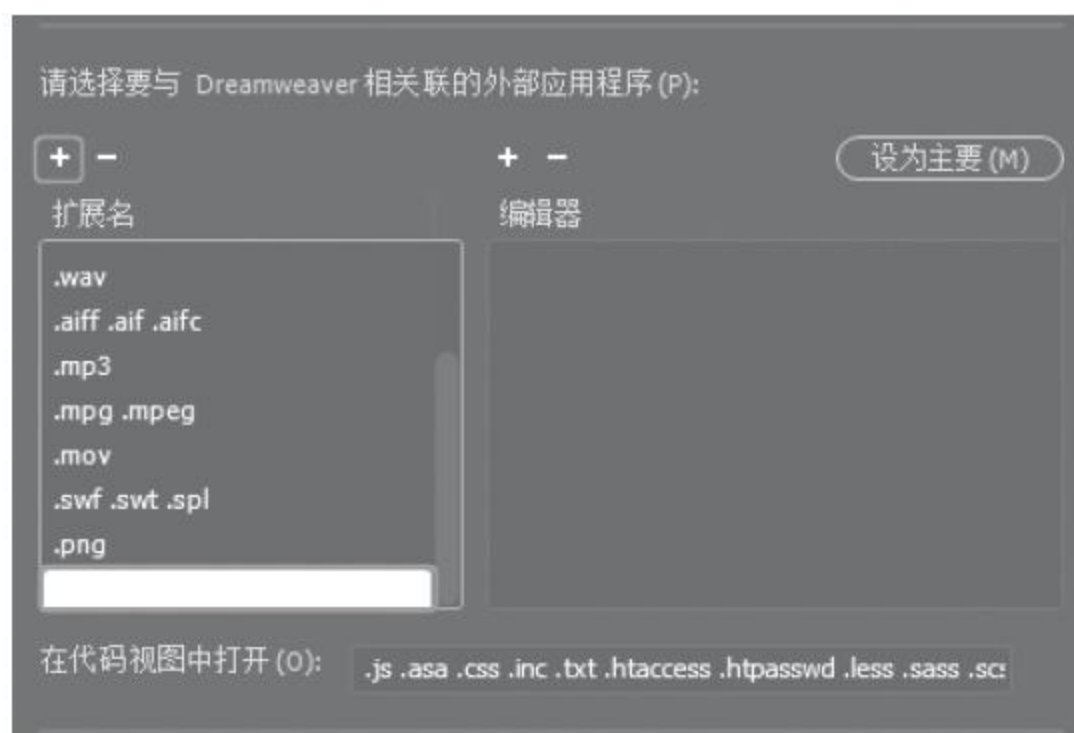 请选择要与 Dreamweaver 相关联的外部应用程序(P):
+ − + − 设为主要(M)
扩展名 编辑器
.wav
.aiff .aif .aifc
.mp3
.mpg .mpeg
.mov
.swf .swt .spl
.png
在代码视图中打开(O): .js .asa .css .inc .txt .htaccess .htpasswd .less .sass .sc